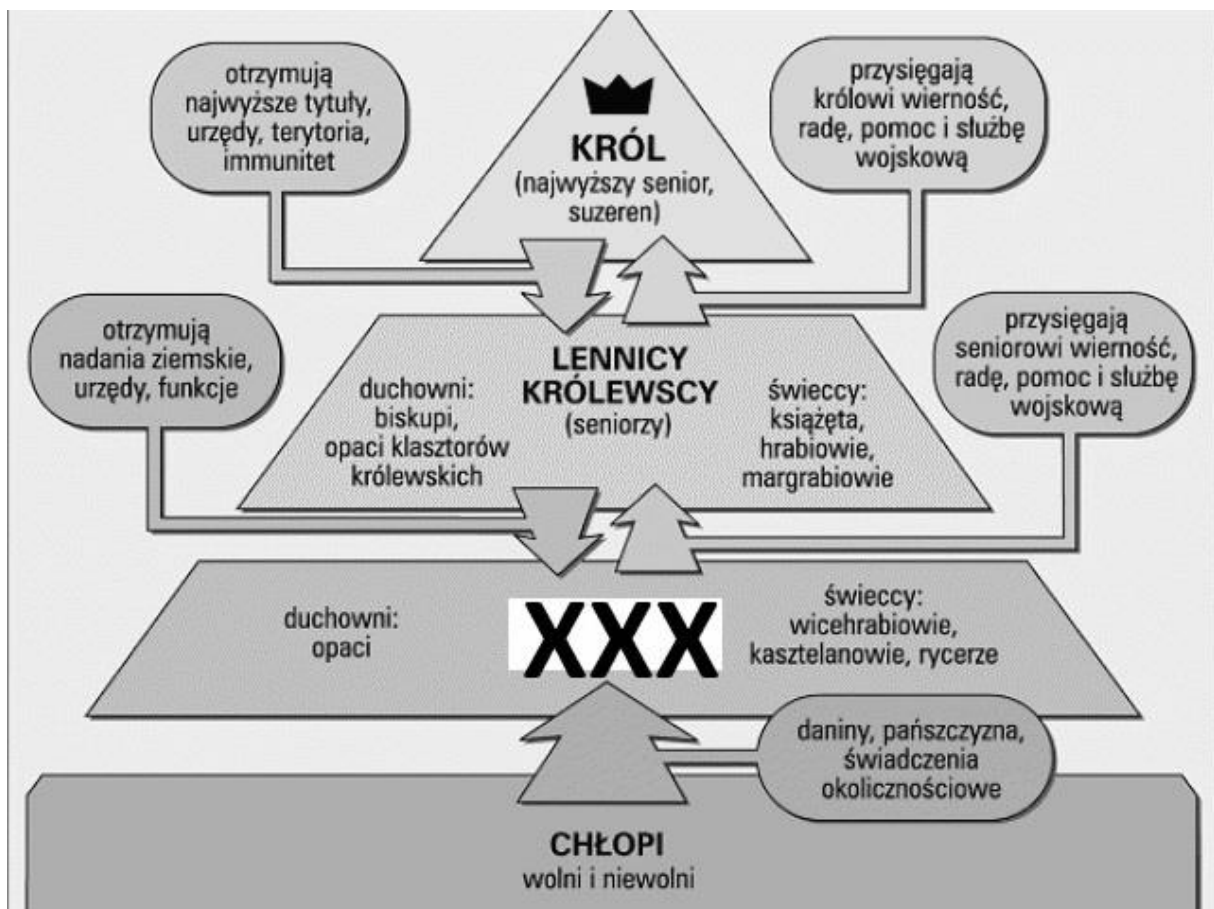 otrzymują
najwyższe tytuły,
urzędy, terytoria,
immunitet
KRÓL
(najwyższy senior,
suzeren)
przysięgają
królowi wierność,
radę, pomoc i służbę
wojskową
otrzymują
nadania ziemskie,
urzędy, funkcje
duchowni:
biskupi,
opaci klasztorów
królewskich
LENNICY
KRÓLEWSCY
(seniorzy)
świeccy:
książęta,
hrabiowie,
margrabiowie
przysięgają
seniorowi wierność,
radę, pomoc i służbę
wojskową
duchowni:
opaci
XXX
świeccy:
wicehrabiowie,
kasztelanowie, rycerze
daniny, pańszczyzna,
świadczenia
okolicznościowe
CHŁOPI
wolni i niewolni